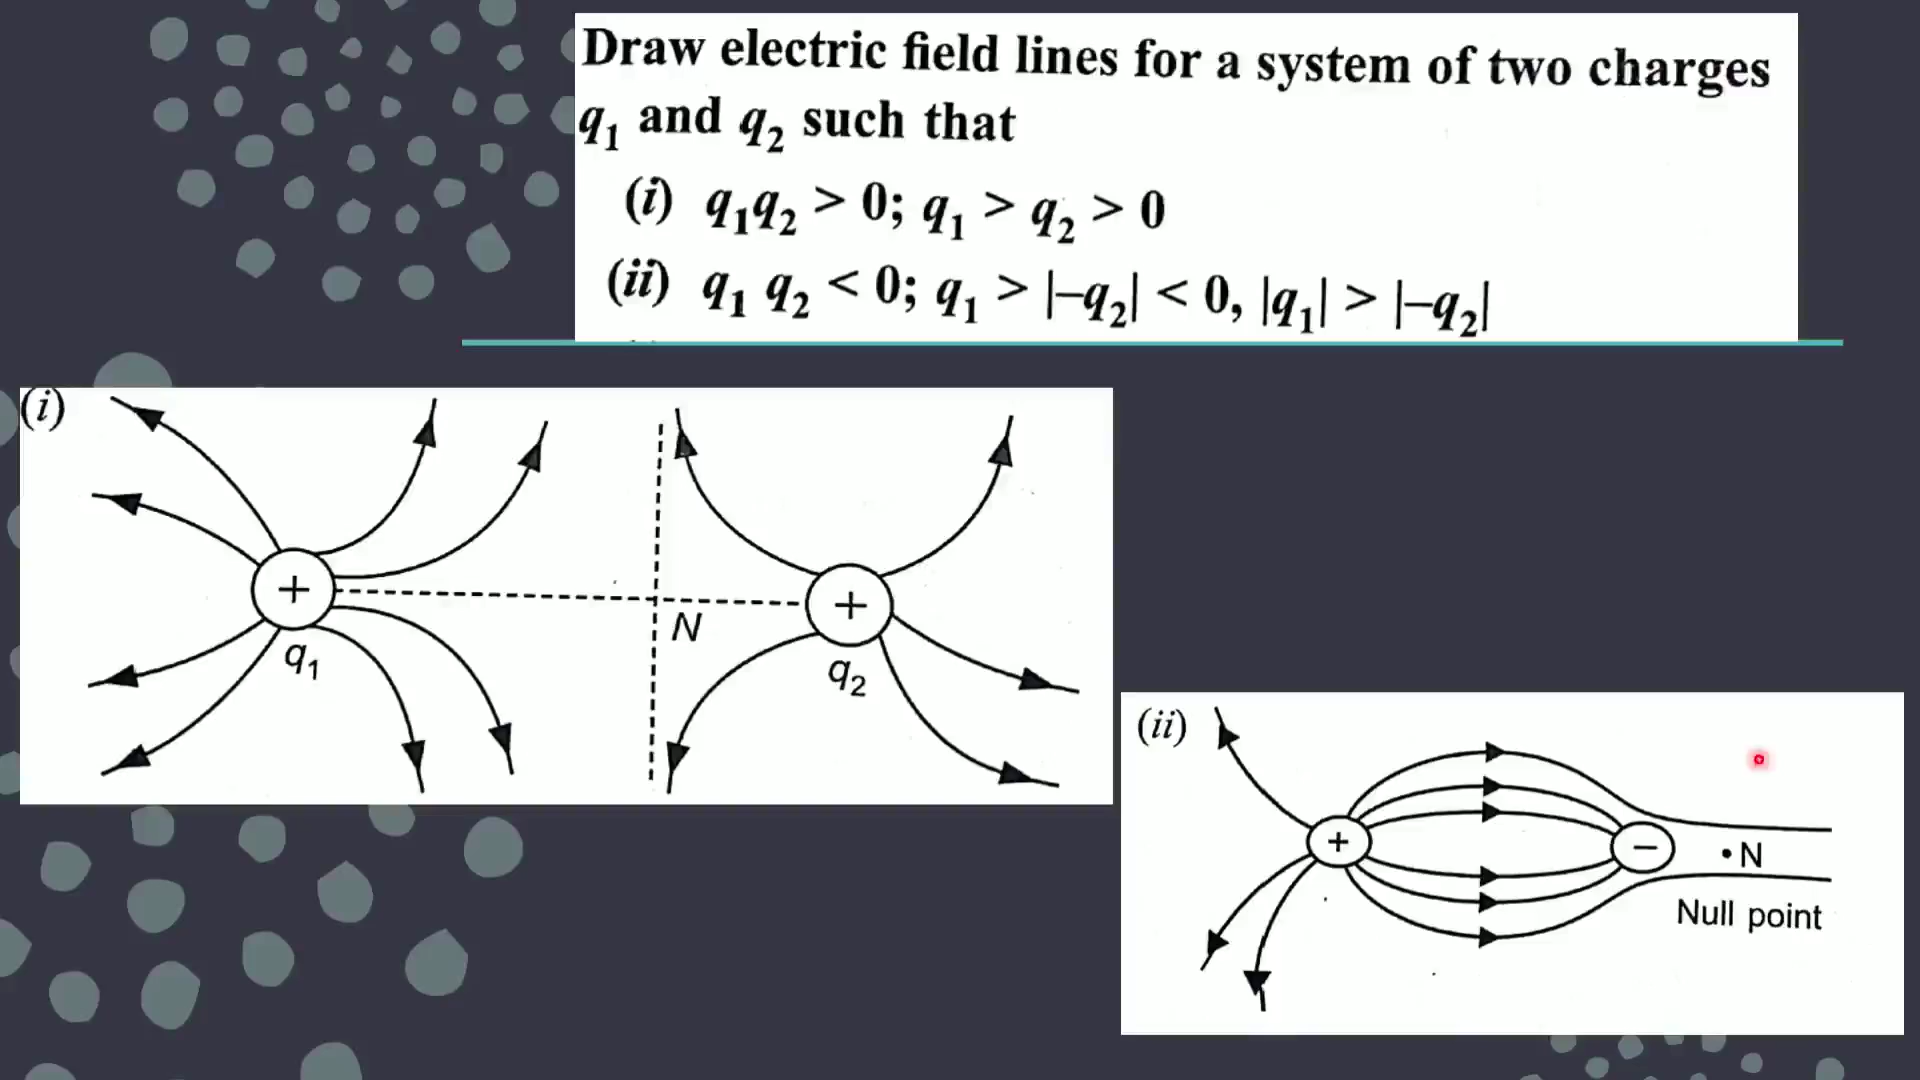 Draw electric field lines for a system of two charges
q₁ and q₂ such that
(i) q₁q₂ > 0; q₁ > q₂ > 0
(ii) q₁ q₂ < 0; q₁ > |–q₂| < 0, |q₁| > |–q₂|
(i)
+
+
N
q₁
q₂
(ii)
+
–
• N
Null point